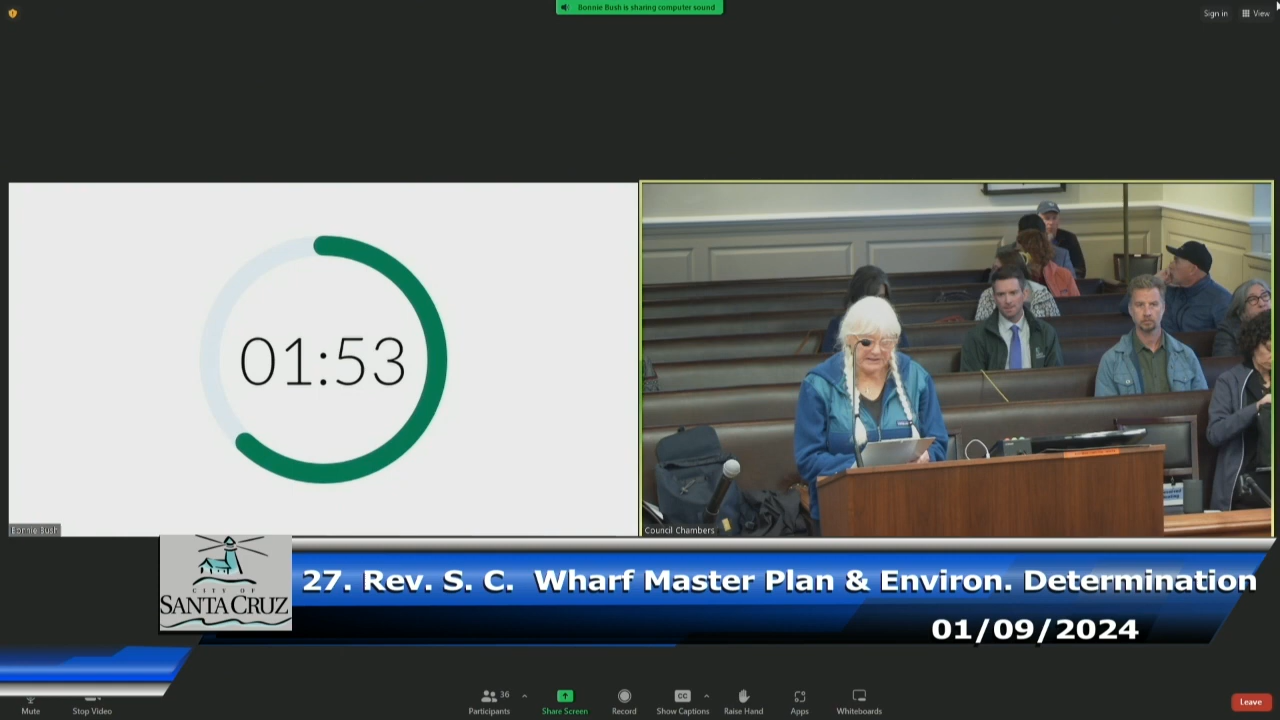 Bonnie Bush is sharing computer sound
Sign in
View
01:53
Bonnie Bush
Council Chambers
CITY OF
SANTA CRUZ
27. Rev. S. C. Wharf Master Plan & Environ. Determination
01/09/2024
Mute
Stop Video
Participants
36
Share Screen
Record
CC
Show Captions
Raise Hand
Apps
Whiteboards
Leave